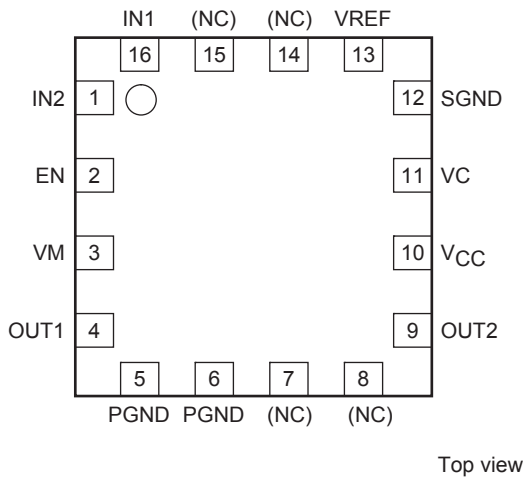 IN1 (NC) (NC) VREF
16 15 14 13
IN2 1 12 SGND
EN 2 11 VC
VM 3 10 VCC
OUT1 4 9 OUT2
5 6 7 8
PGND PGND (NC) (NC)
Top view